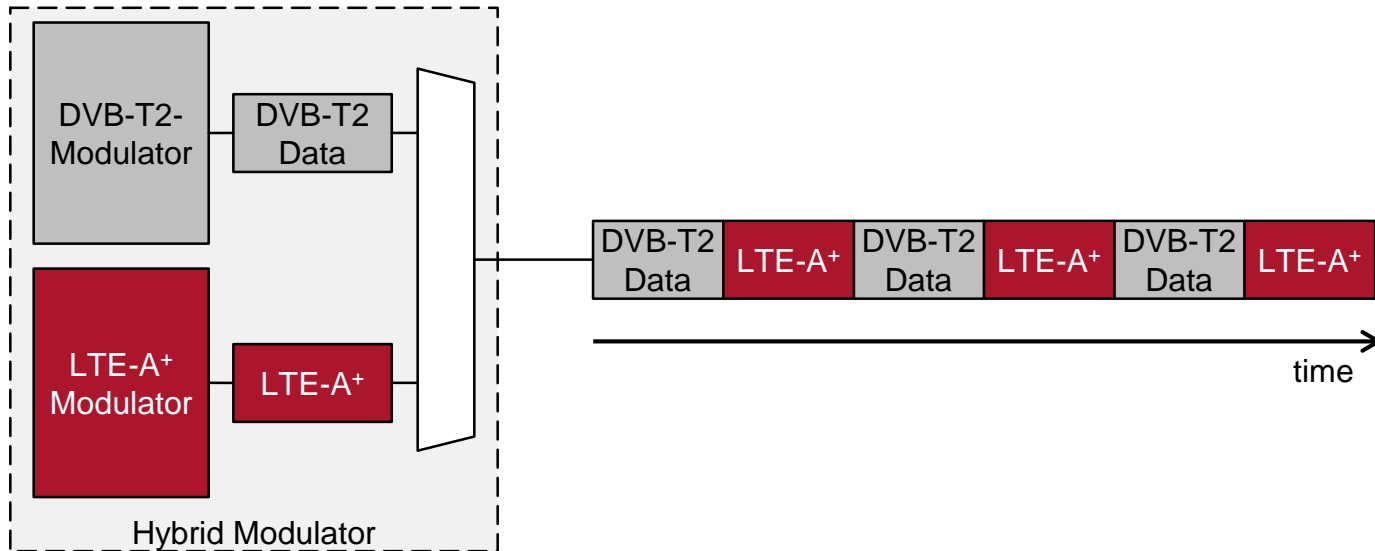 DVB-T2-
Modulator
DVB-T2
Data
LTE-A⁺
Modulator
LTE-A⁺
Hybrid Modulator
DVB-T2
Data
LTE-A⁺
DVB-T2
Data
LTE-A⁺
DVB-T2
Data
LTE-A⁺
time